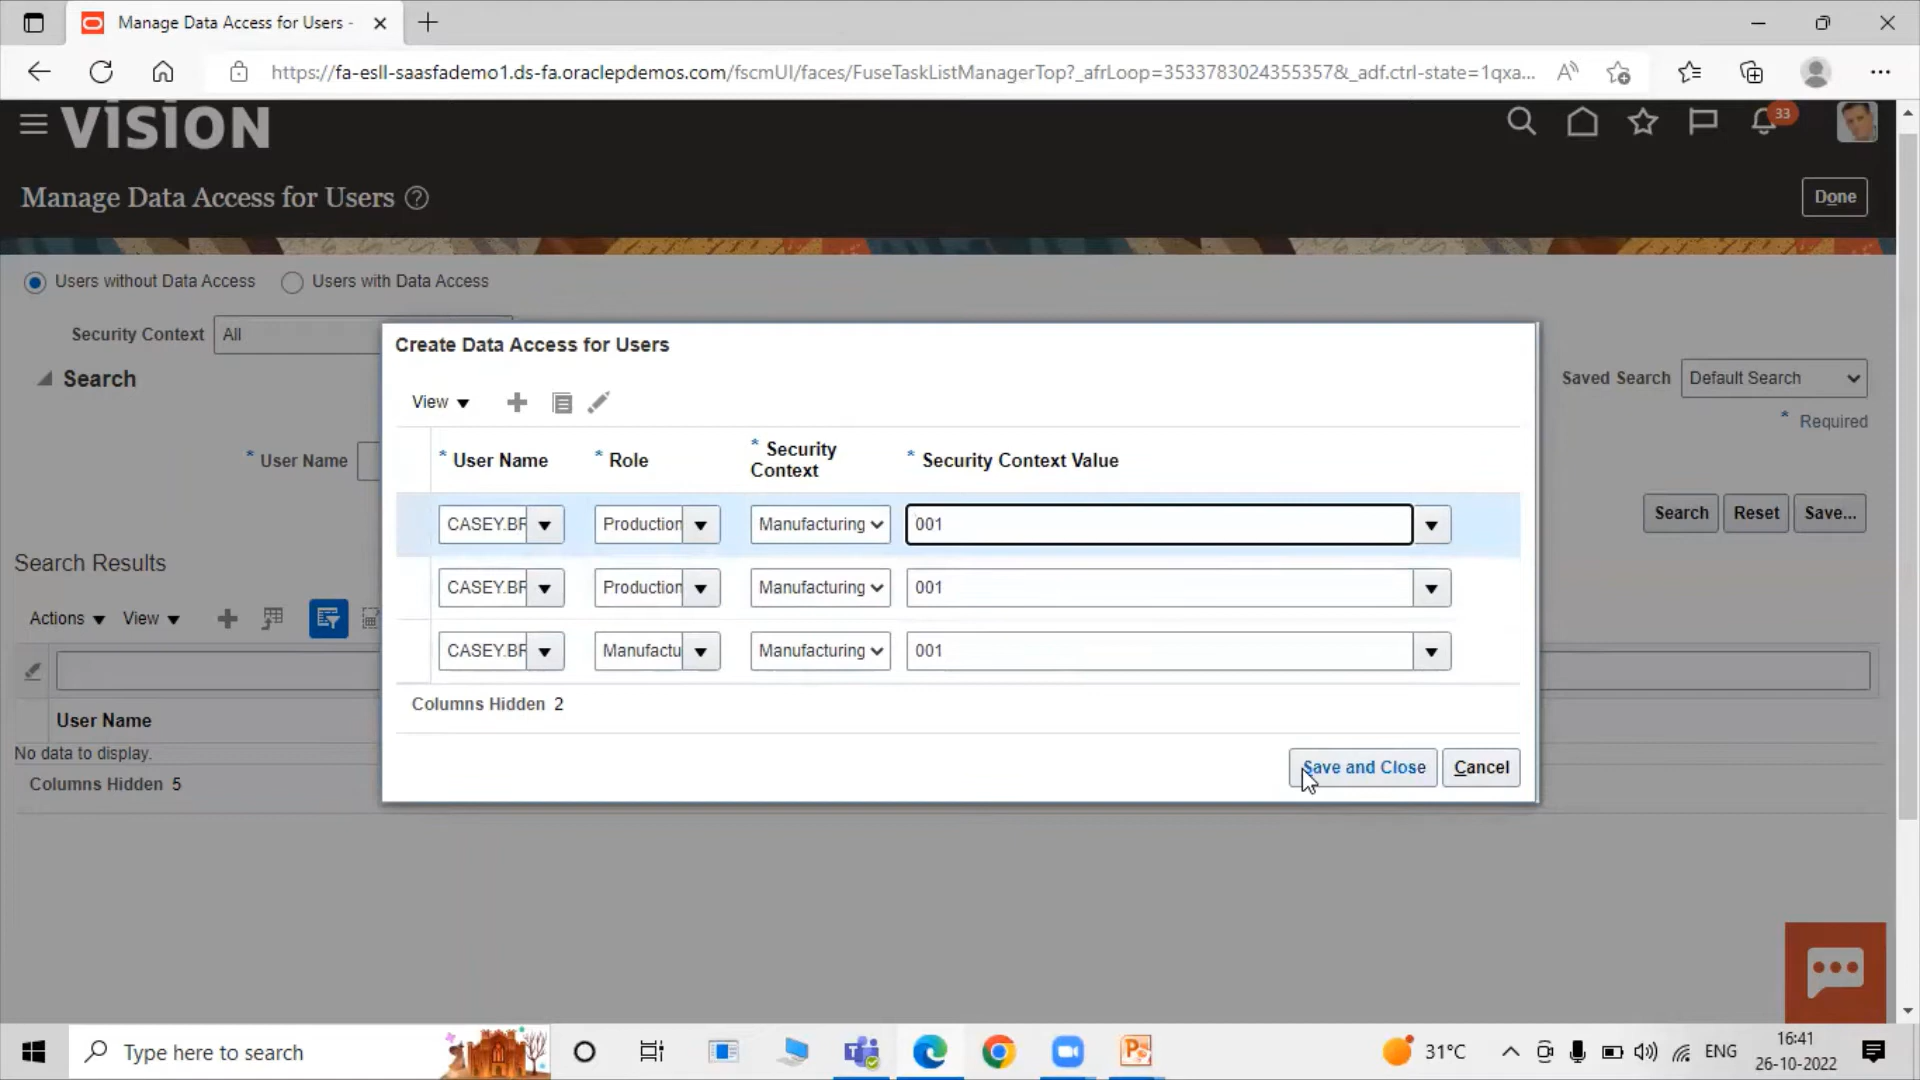 Manage Data Access for Users -
https://fa-esll-saasfademo1.ds-fa.oraclepdemos.com/fscmUI/faces/FuseTaskListManagerTop?_afrLoop=3533783024355357&_adf.ctrl-state=1qxa...
VISION
33
Manage Data Access for Users ?
Done
Users without Data Access
Users with Data Access
Security Context
All
Search
Saved Search
Default Search
* Required
* User Name
Search
Reset
Save...
Search Results
Actions
View
User Name
No data to display.
Columns Hidden 5
Create Data Access for Users
View
* User Name
* Role
* Security Context
* Security Context Value
CASEY.BR Production Manufacturing 001
CASEY.BR Production Manufacturing 001
CASEY.BR Manufactu Manufacturing 001
Columns Hidden 2
Save and Close
Cancel
Type here to search
31°C
ENG
16:41
26-10-2022